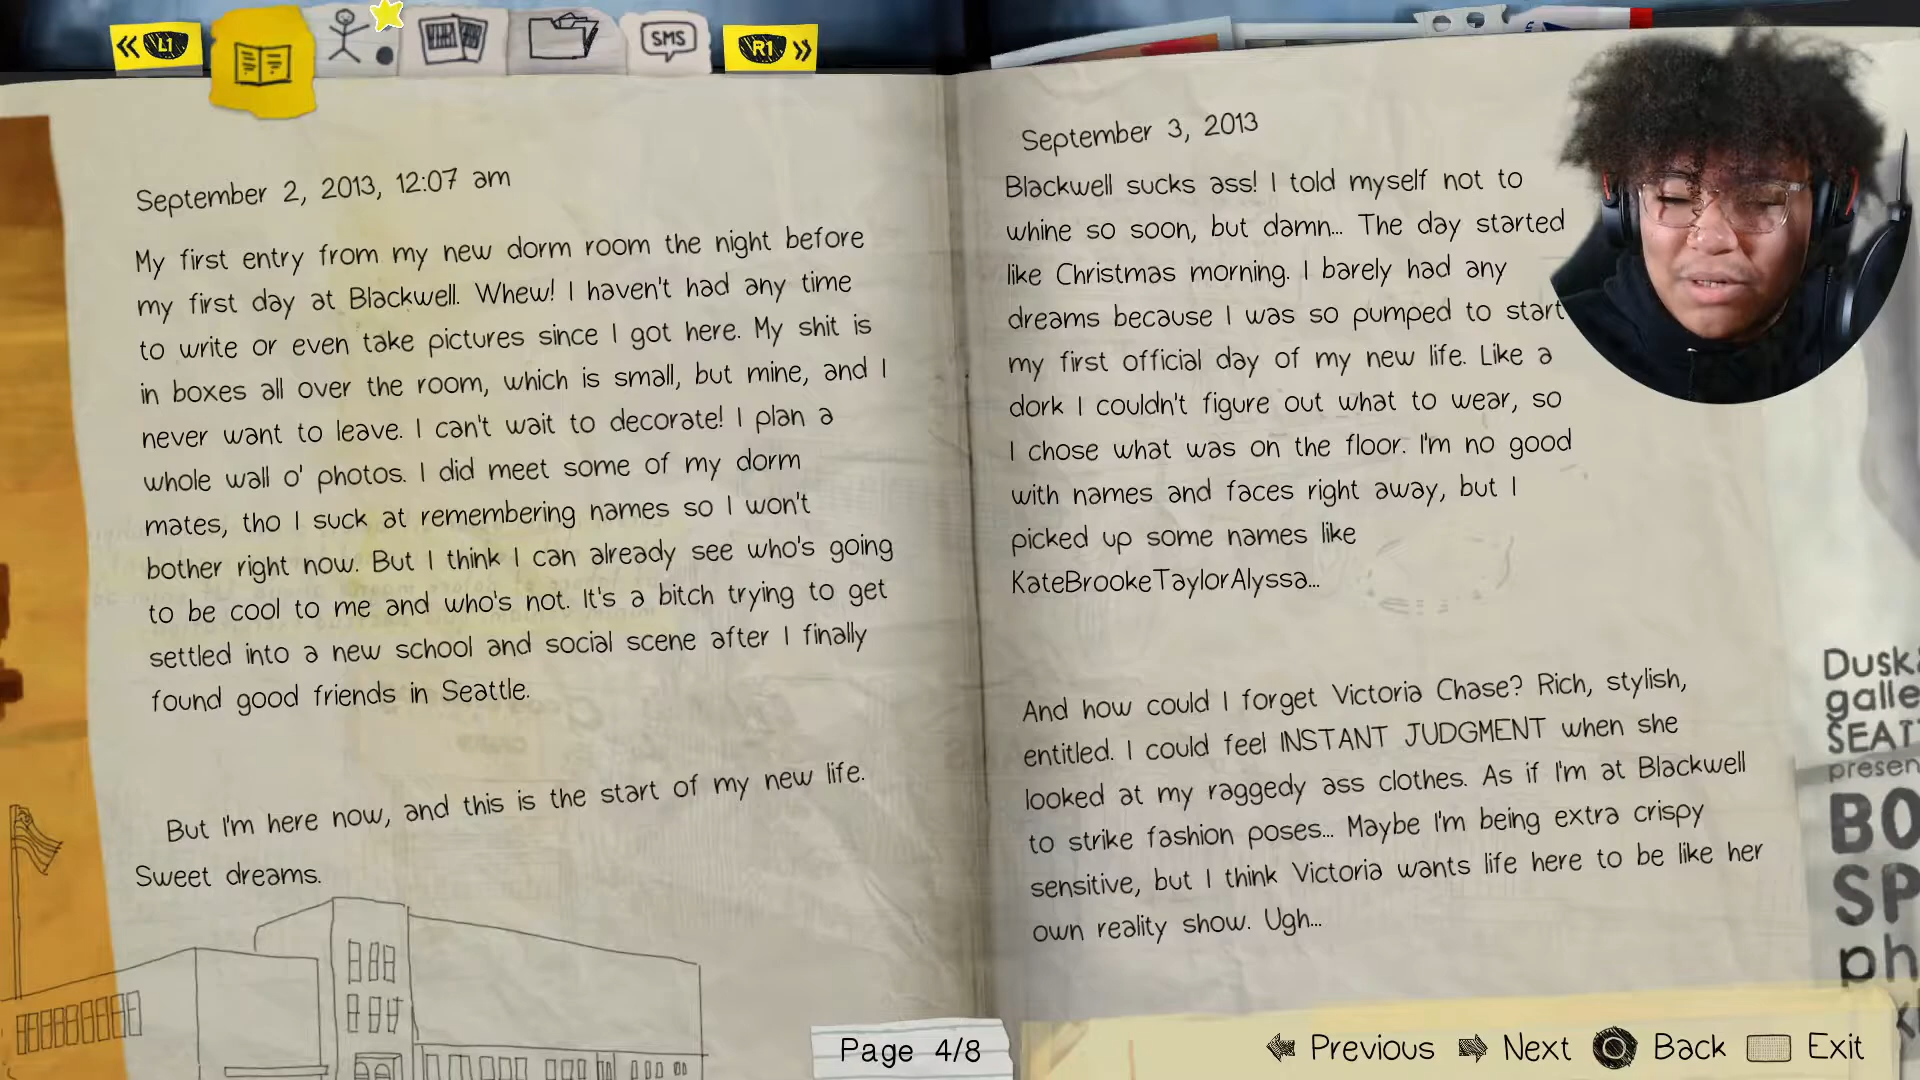 L1
SMS
R1
September 2, 2013, 12:07 am
My first entry from my new dorm room the night before
my first day at Blackwell. Whew! I haven't had any time
to write or even take pictures since I got here. My shit is
in boxes all over the room, which is small, but mine, and I
never want to leave. I can't wait to decorate! I plan a
whole wall o' photos. I did meet some of my dorm
mates, tho I suck at remembering names so I won't
bother right now. But I think I can already see who's going
to be cool to me and who's not. It's a bitch trying to get
settled into a new school and social scene after I finally
found good friends in Seattle.
But I'm here now, and this is the start of my new life.
Sweet dreams.
September 3, 2013
Blackwell sucks ass! I told myself not to
whine so soon, but damn... The day started
like Christmas morning. I barely had any
dreams because I was so pumped to start
my first official day of my new life. Like a
dork I couldn't figure out what to wear, so
I chose what was on the floor. I'm no good
with names and faces right away, but I
picked up some names like
KateBrookeTaylorAlyssa...
And how could I forget Victoria Chase? Rich, stylish,
entitled. I could feel INSTANT JUDGMENT when she
looked at my raggedy ass clothes. As if I'm at Blackwell
to strike fashion poses... Maybe I'm being extra crispy
sensitive, but I think Victoria wants life here to be like her
own reality show. Ugh...
Page 4/8
Previous
Next
Back
Exit